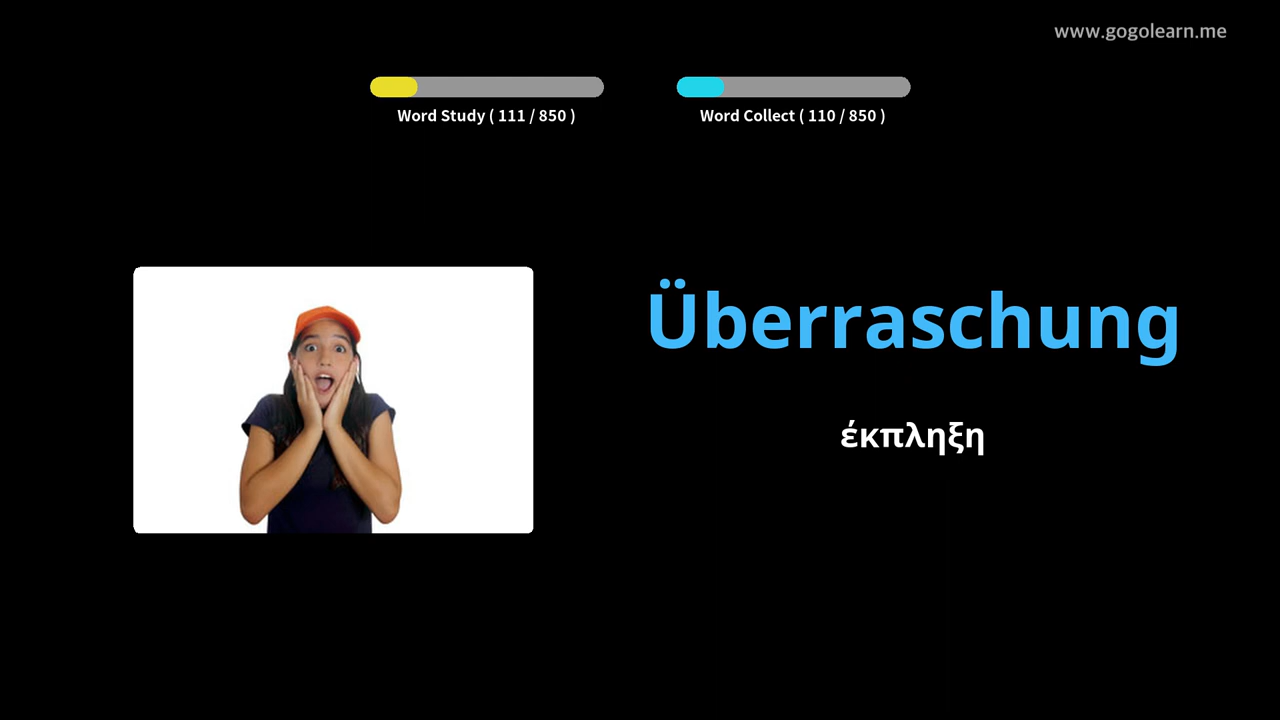 www.gogolearn.me
Word Study ( 111 / 850 )
Word Collect ( 110 / 850 )
Überraschung
έκπληξη